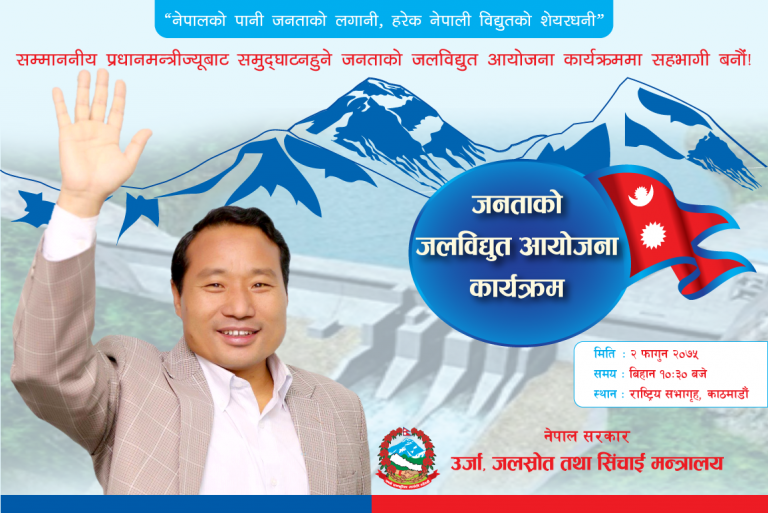 “नेपालको पानी जनताको लगानी, हरेक नेपाली विद्युतको शेयरधनी”
सम्माननीय प्रधानमन्त्रीज्यूबाट समुद्घाटनहुने जनताको जलविद्युत आयोजना कार्यक्रममा सहभागी बनौं!
जनताको
जलविद्युत आयोजना
कार्यक्रम
मिति : २ फागुन २०७५
समय : बिहान १०:३० बजे
स्थान : राष्ट्रिय सभागृह, काठमाडौं
नेपाल सरकार
उर्जा, जलस्रोत तथा सिंचाई मन्त्रालय